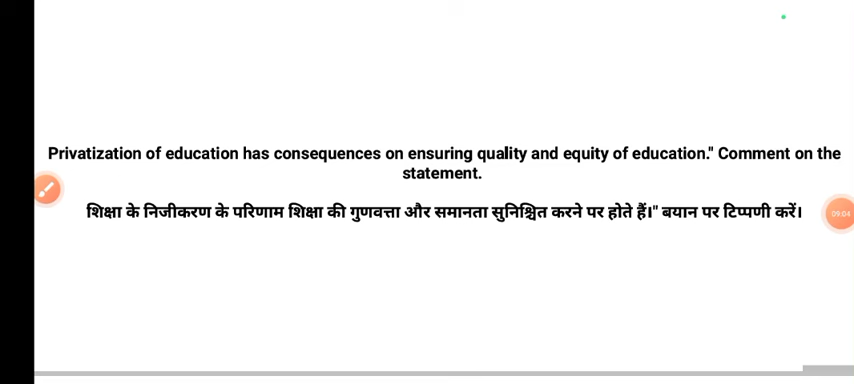 Privatization of education has consequences on ensuring quality and equity of education." Comment on the
statement.
शिक्षा के निजीकरण के परिणाम शिक्षा की गुणवत्ता और समानता सुनिश्चित करने पर होते हैं।" बयान पर टिप्पणी करें।
09:04